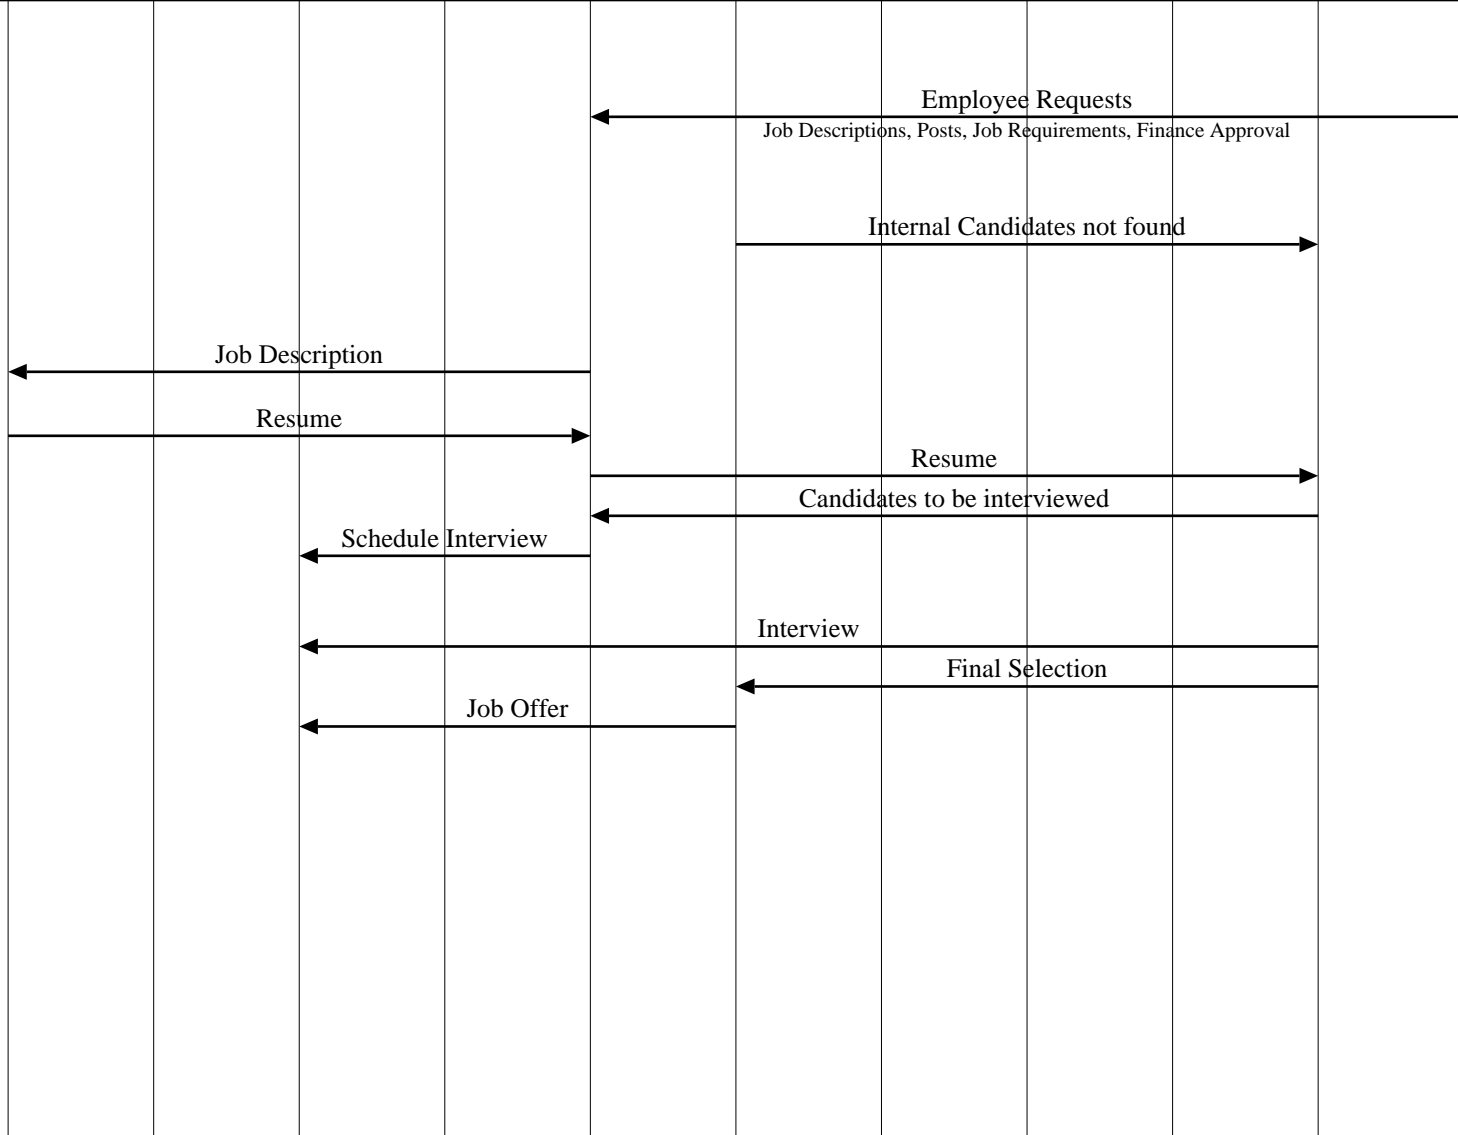 Employee Requests
Job Descriptions, Posts, Job Requirements, Finance Approval
Internal Candidates not found
Job Description
Resume
Resume
Candidates to be interviewed
Schedule Interview
Interview
Final Selection
Job Offer